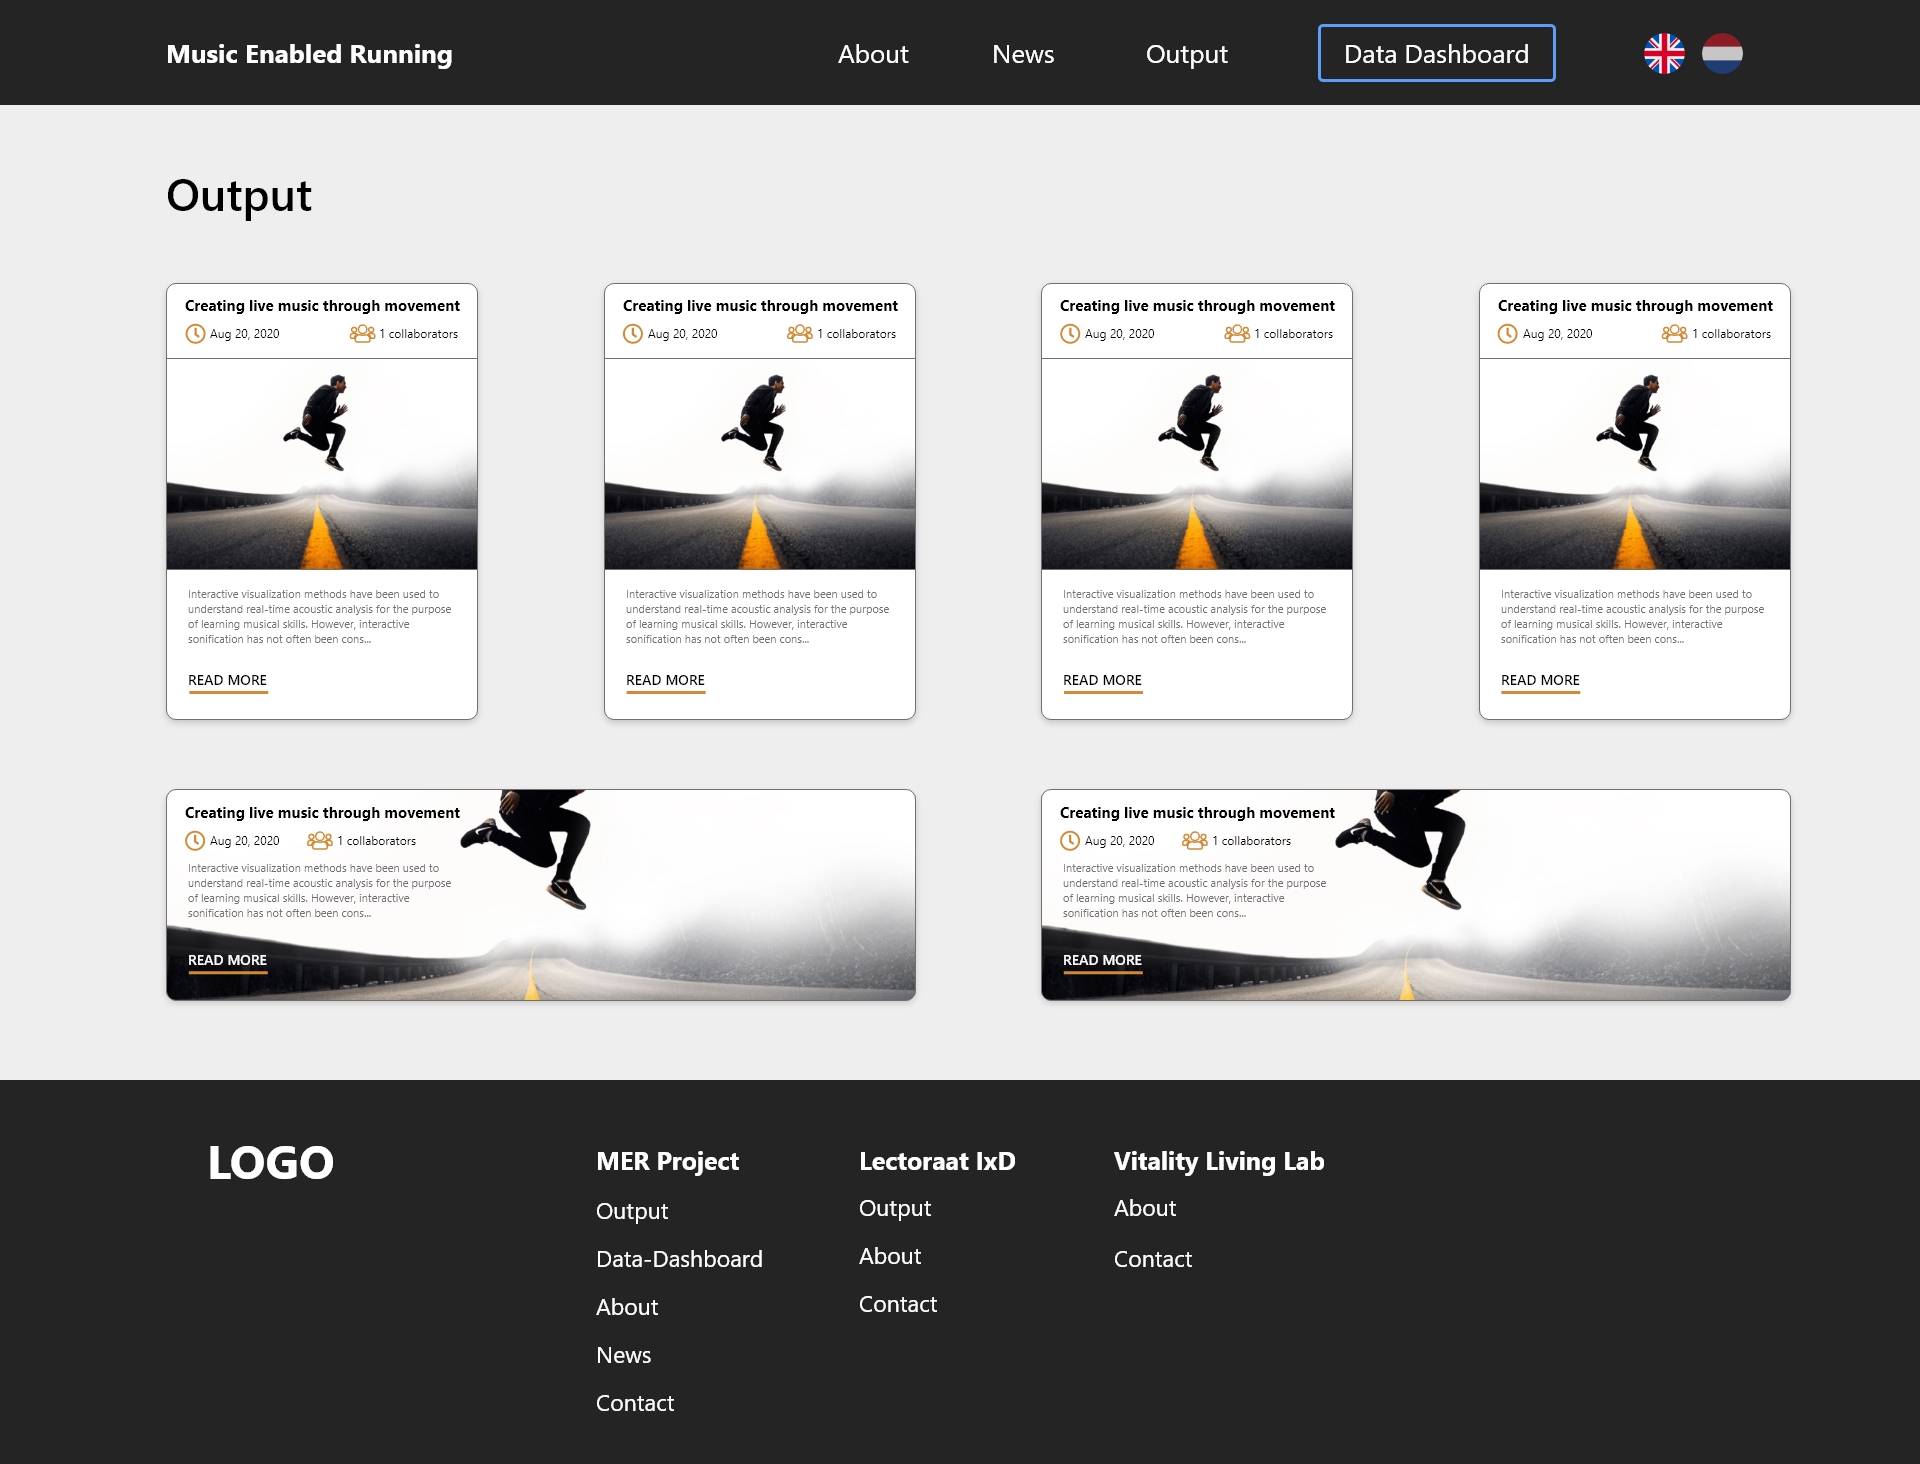 Music Enabled Running
About
News
Output
Data Dashboard
Output
Creating live music through movement
Aug 20, 2020
1 collaborators
Interactive visualization methods have been used to
understand real-time acoustic analysis for the purpose
of learning musical skills. However, interactive
sonification has not often been cons...
READ MORE
Creating live music through movement
Aug 20, 2020
1 collaborators
Interactive visualization methods have been used to
understand real-time acoustic analysis for the purpose
of learning musical skills. However, interactive
sonification has not often been cons...
READ MORE
Creating live music through movement
Aug 20, 2020
1 collaborators
Interactive visualization methods have been used to
understand real-time acoustic analysis for the purpose
of learning musical skills. However, interactive
sonification has not often been cons...
READ MORE
Creating live music through movement
Aug 20, 2020
1 collaborators
Interactive visualization methods have been used to
understand real-time acoustic analysis for the purpose
of learning musical skills. However, interactive
sonification has not often been cons...
READ MORE
Creating live music through movement
Aug 20, 2020
1 collaborators
Interactive visualization methods have been used to
understand real-time acoustic analysis for the purpose
of learning musical skills. However, interactive
sonification has not often been cons...
READ MORE
Creating live music through movement
Aug 20, 2020
1 collaborators
Interactive visualization methods have been used to
understand real-time acoustic analysis for the purpose
of learning musical skills. However, interactive
sonification has not often been cons...
READ MORE
LOGO
MER Project
Output
Data-Dashboard
About
News
Contact
Lectoraat IxD
Output
About
Contact
Vitality Living Lab
About
Contact